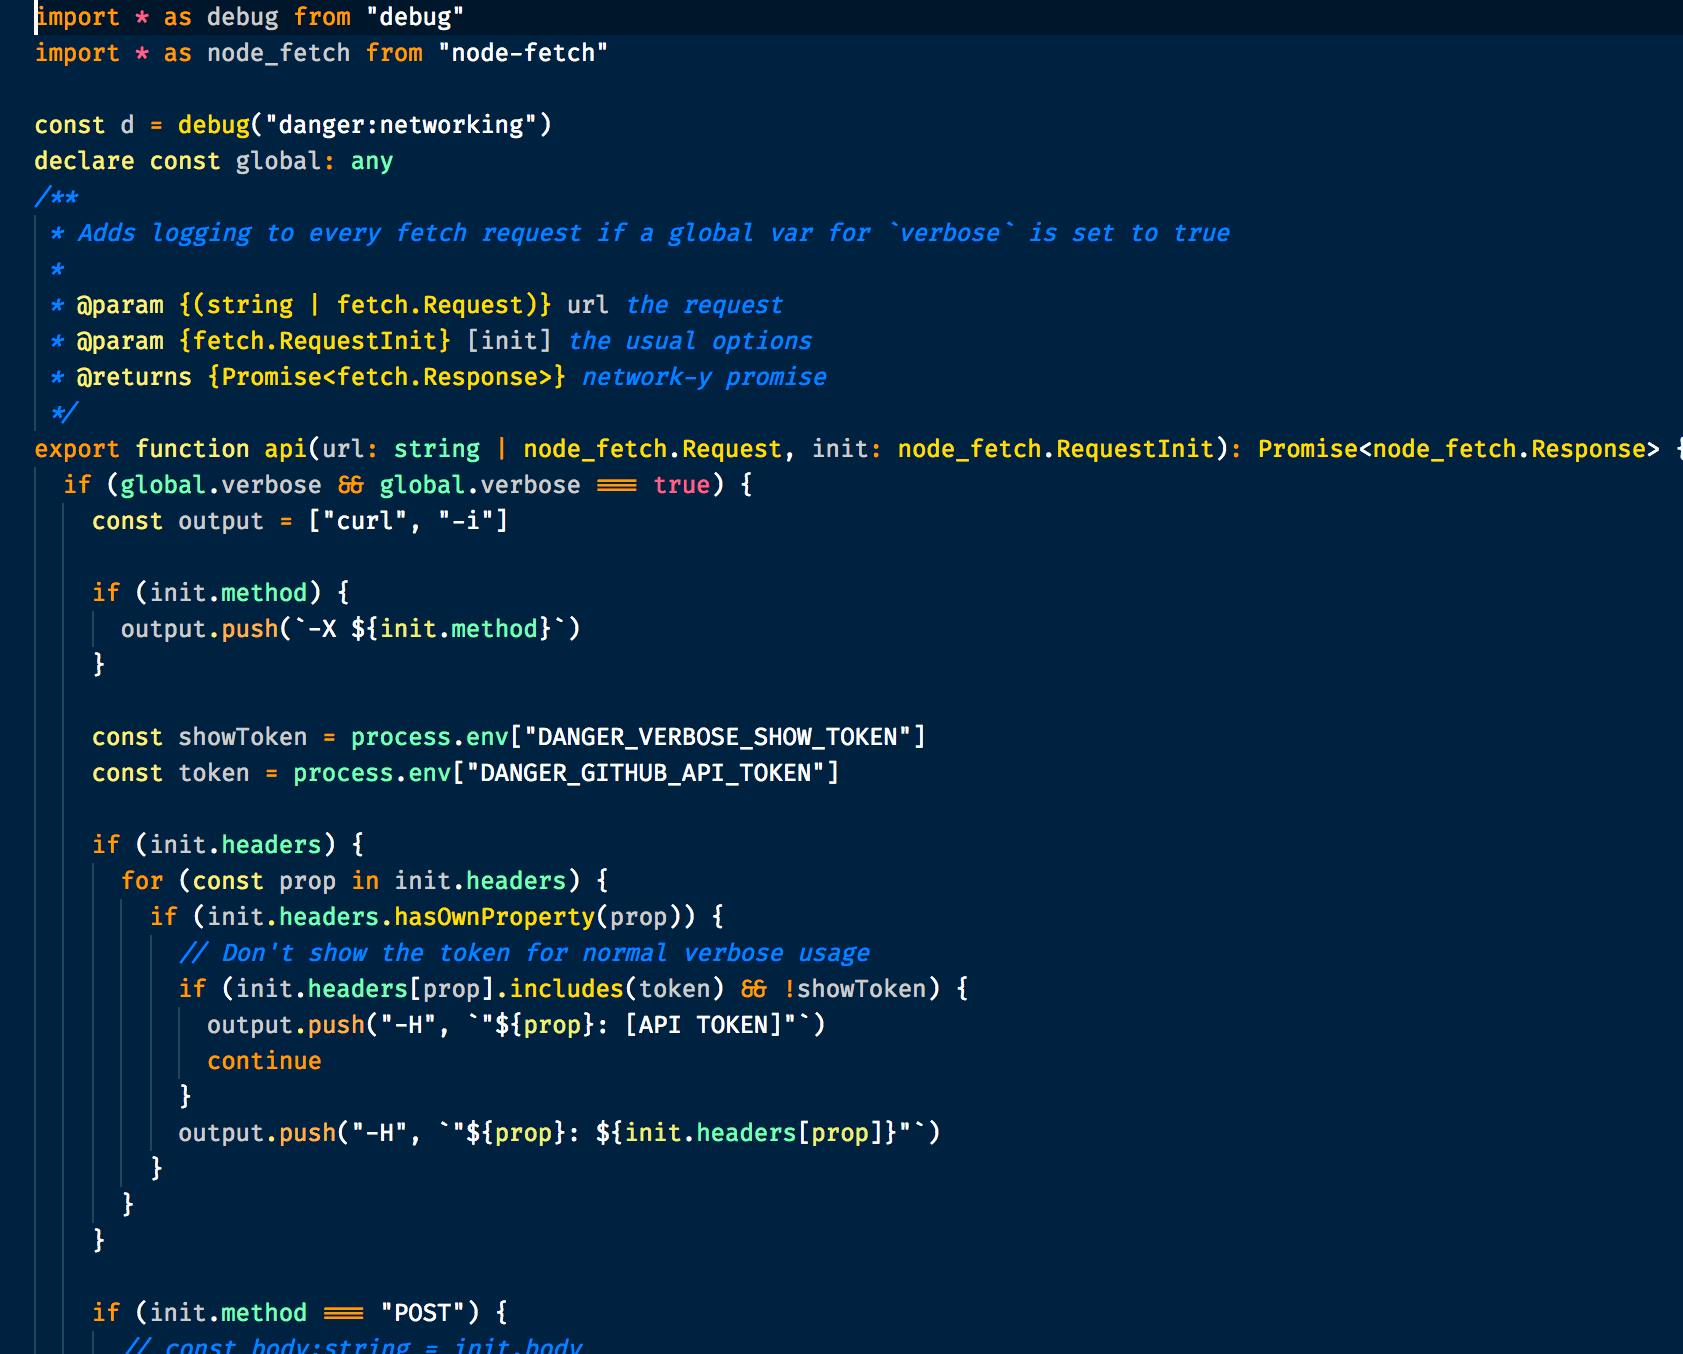 import * as debug from "debug"
import * as node_fetch from "node-fetch"

const d = debug("danger:networking")
declare const global: any
/**
 * Adds logging to every fetch request if a global var for `verbose` is set to true
 *
 * @param {(string | fetch.Request)} url the request
 * @param {fetch.RequestInit} [init] the usual options
 * @returns {Promise<fetch.Response>} network-y promise
 */
export function api(url: string | node_fetch.Request, init: node_fetch.RequestInit): Promise<node_fetch.Response> {
  if (global.verbose && global.verbose === true) {
    const output = ["curl", "-i"]

    if (init.method) {
      output.push(`-X ${init.method}`)
    }

    const showToken = process.env["DANGER_VERBOSE_SHOW_TOKEN"]
    const token = process.env["DANGER_GITHUB_API_TOKEN"]

    if (init.headers) {
      for (const prop in init.headers) {
        if (init.headers.hasOwnProperty(prop)) {
          // Don't show the token for normal verbose usage
          if (init.headers[prop].includes(token) && !showToken) {
            output.push("-H", `"${prop}: [API TOKEN]"`)
            continue
          }
          output.push("-H", `"${prop}: ${init.headers[prop]}"`)
        }
      }
    }

    if (init.method === "POST") {
      // const body:string = init.body